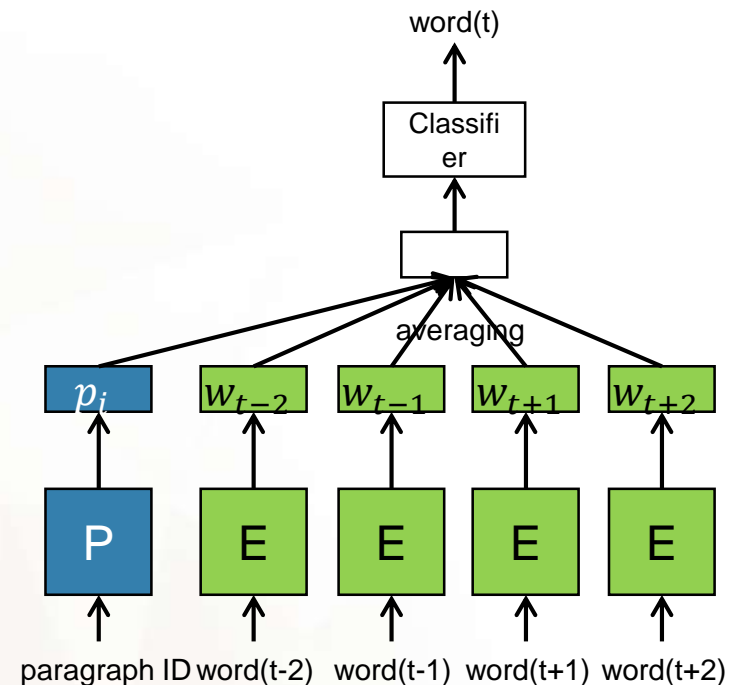 word(t)
Classifi
er
averaging
p_i w_{t−2} w_{t−1} w_{t+1} w_{t+2}
P E E E E
paragraph ID word(t-2) word(t-1) word(t+1) word(t+2)